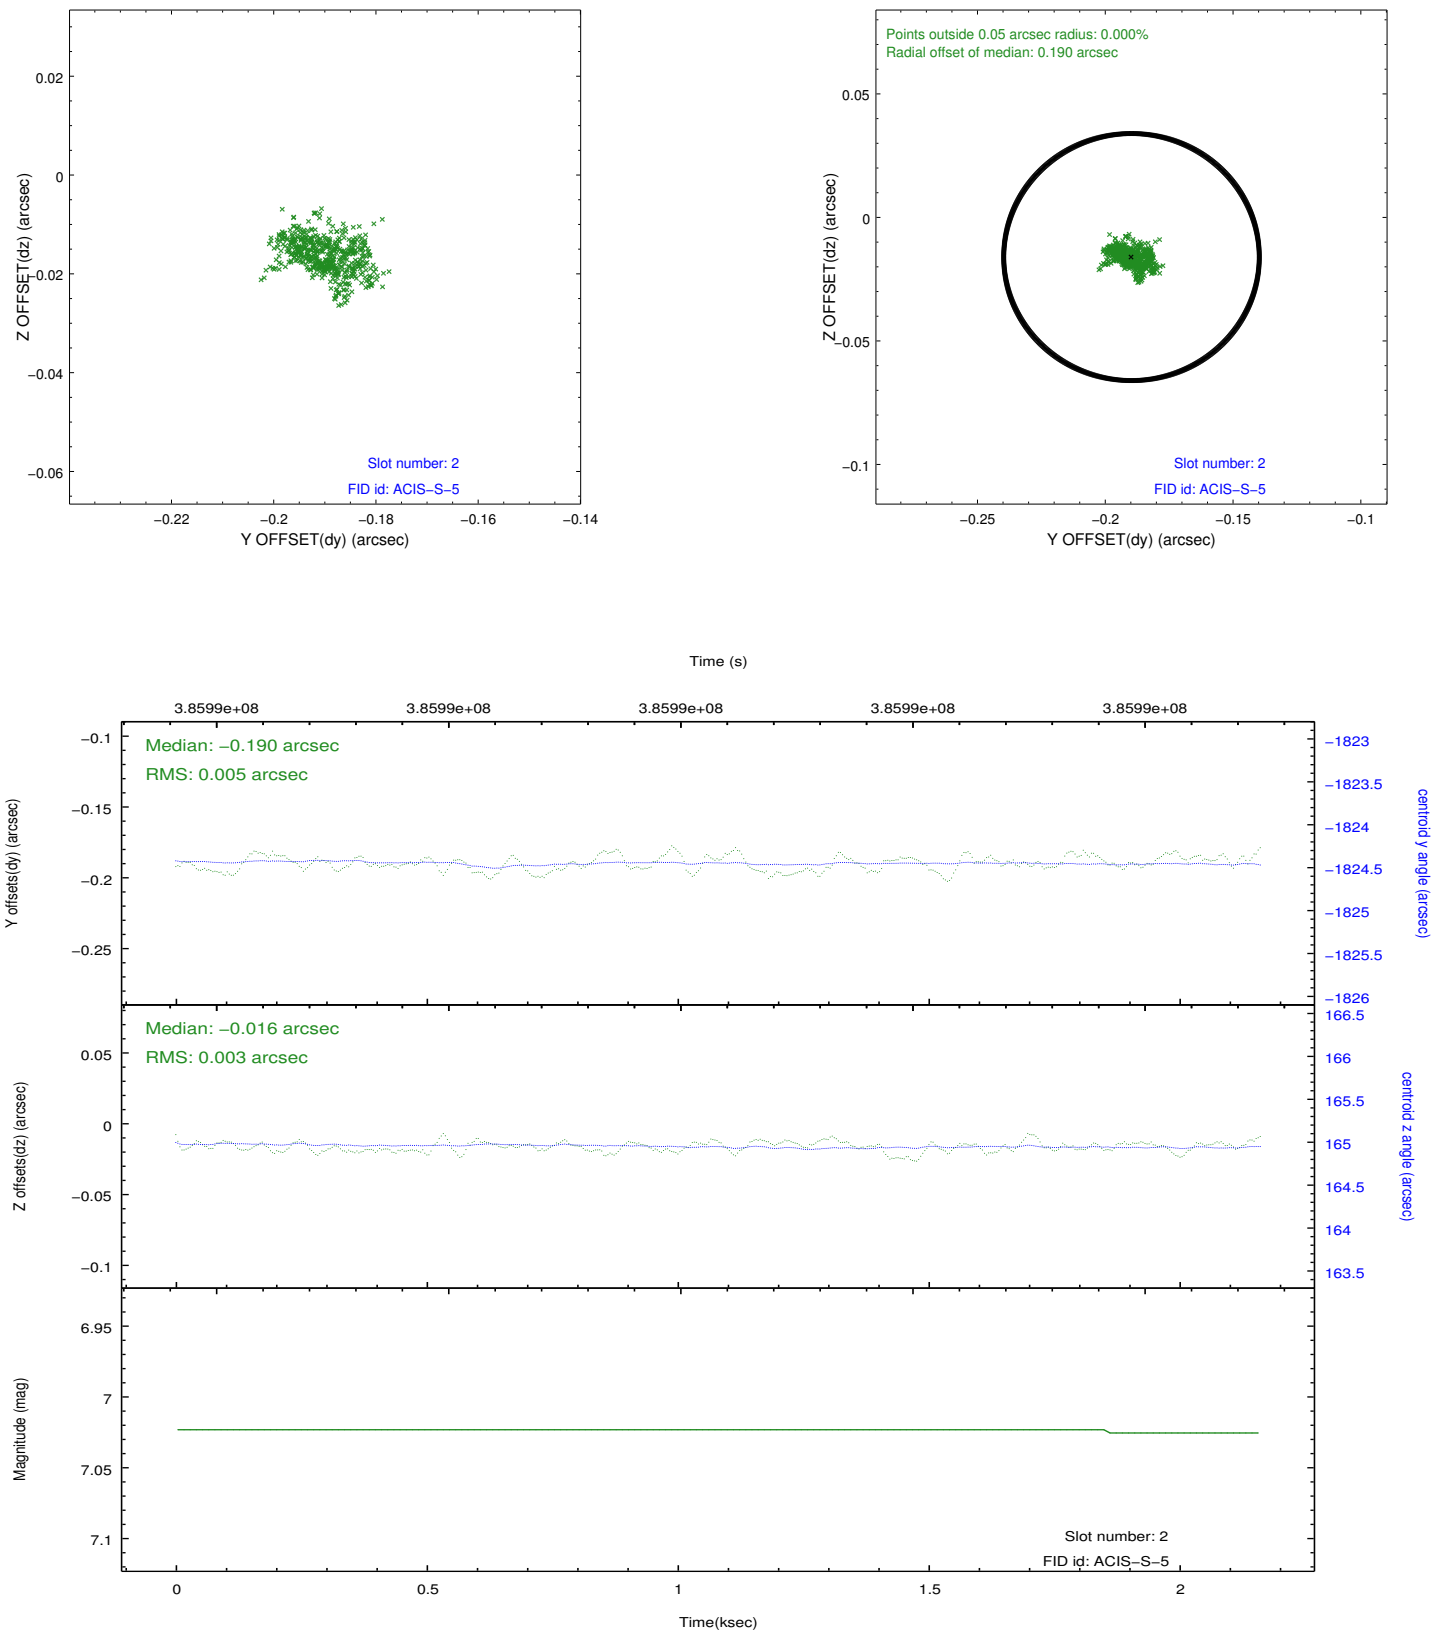 0.02
0
−0.02
−0.04
−0.06
Z OFFSET(dz) (arcsec)
Slot number: 2
FID id: ACIS−S−5
−0.22
−0.2
−0.18
−0.16
−0.14
Y OFFSET(dy) (arcsec)
Points outside 0.05 arcsec radius: 0.000%
Radial offset of median: 0.190 arcsec
0.05
0
−0.05
−0.1
Z OFFSET(dz) (arcsec)
Slot number: 2
FID id: ACIS−S−5
−0.25
−0.2
−0.15
−0.1
Y OFFSET(dy) (arcsec)
Time (s)
3.8599e+08
3.8599e+08
3.8599e+08
3.8599e+08
3.8599e+08
Median: −0.190 arcsec
RMS: 0.005 arcsec
−0.1
−0.15
−0.2
−0.25
Y offsets(dy) (arcsec)
−1823
−1823.5
−1824
−1824.5
−1825
−1825.5
−1826
centroid y angle (arcsec)
Median: −0.016 arcsec
RMS: 0.003 arcsec
0.05
0
−0.05
−0.1
Z offsets(dz) (arcsec)
166.5
166
165.5
165
164.5
164
163.5
centroid z angle (arcsec)
6.95
7
7.05
7.1
Magnitude (mag)
Slot number: 2
FID id: ACIS−S−5
0
0.5
1
1.5
2
Time(ksec)